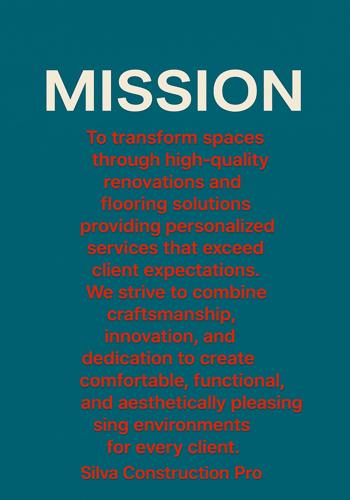 MISSION
To transform spaces
through high-quality
renovations and
flooring solutions
providing personalized
services that exceed
client expectations.
We strive to combine
craftsmanship,
innovation, and
dedication to create
comfortable, functional,
and aesthetically pleasing
sing environments
for every client.
Silva Construction Pro